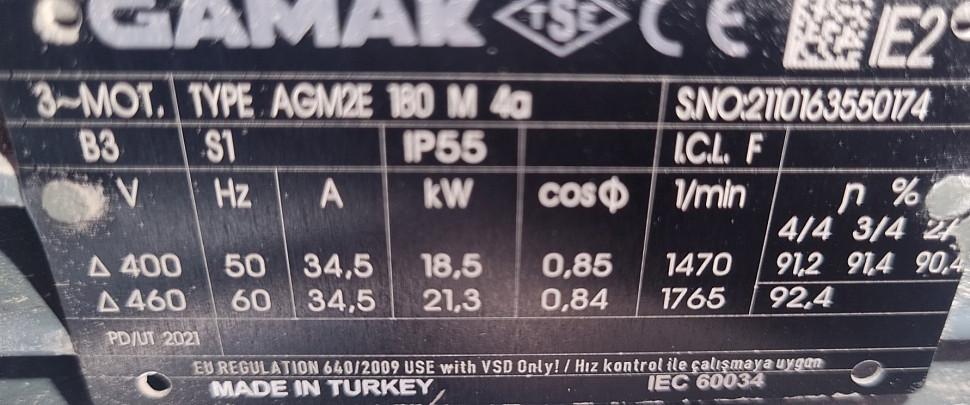 GAMAK TSE CE IE2
3~MOT. TYPE AGM2E 180 M 4a S.NO:2110163550174
B3 S1 IP55 I.CL. F
V Hz A kW cosϕ 1/min η %
4/4 3/4
Δ 400 50 34,5 18,5 0,85 1470 91,2 91,4 90,4
Δ 460 60 34,5 21,3 0,84 1765 92,4
PD/UT 2021
EU REGULATION 640/2009 USE with VSD Only! / Hız kontrol ile çalışmaya uygun
MADE IN TURKEY IEC 60034